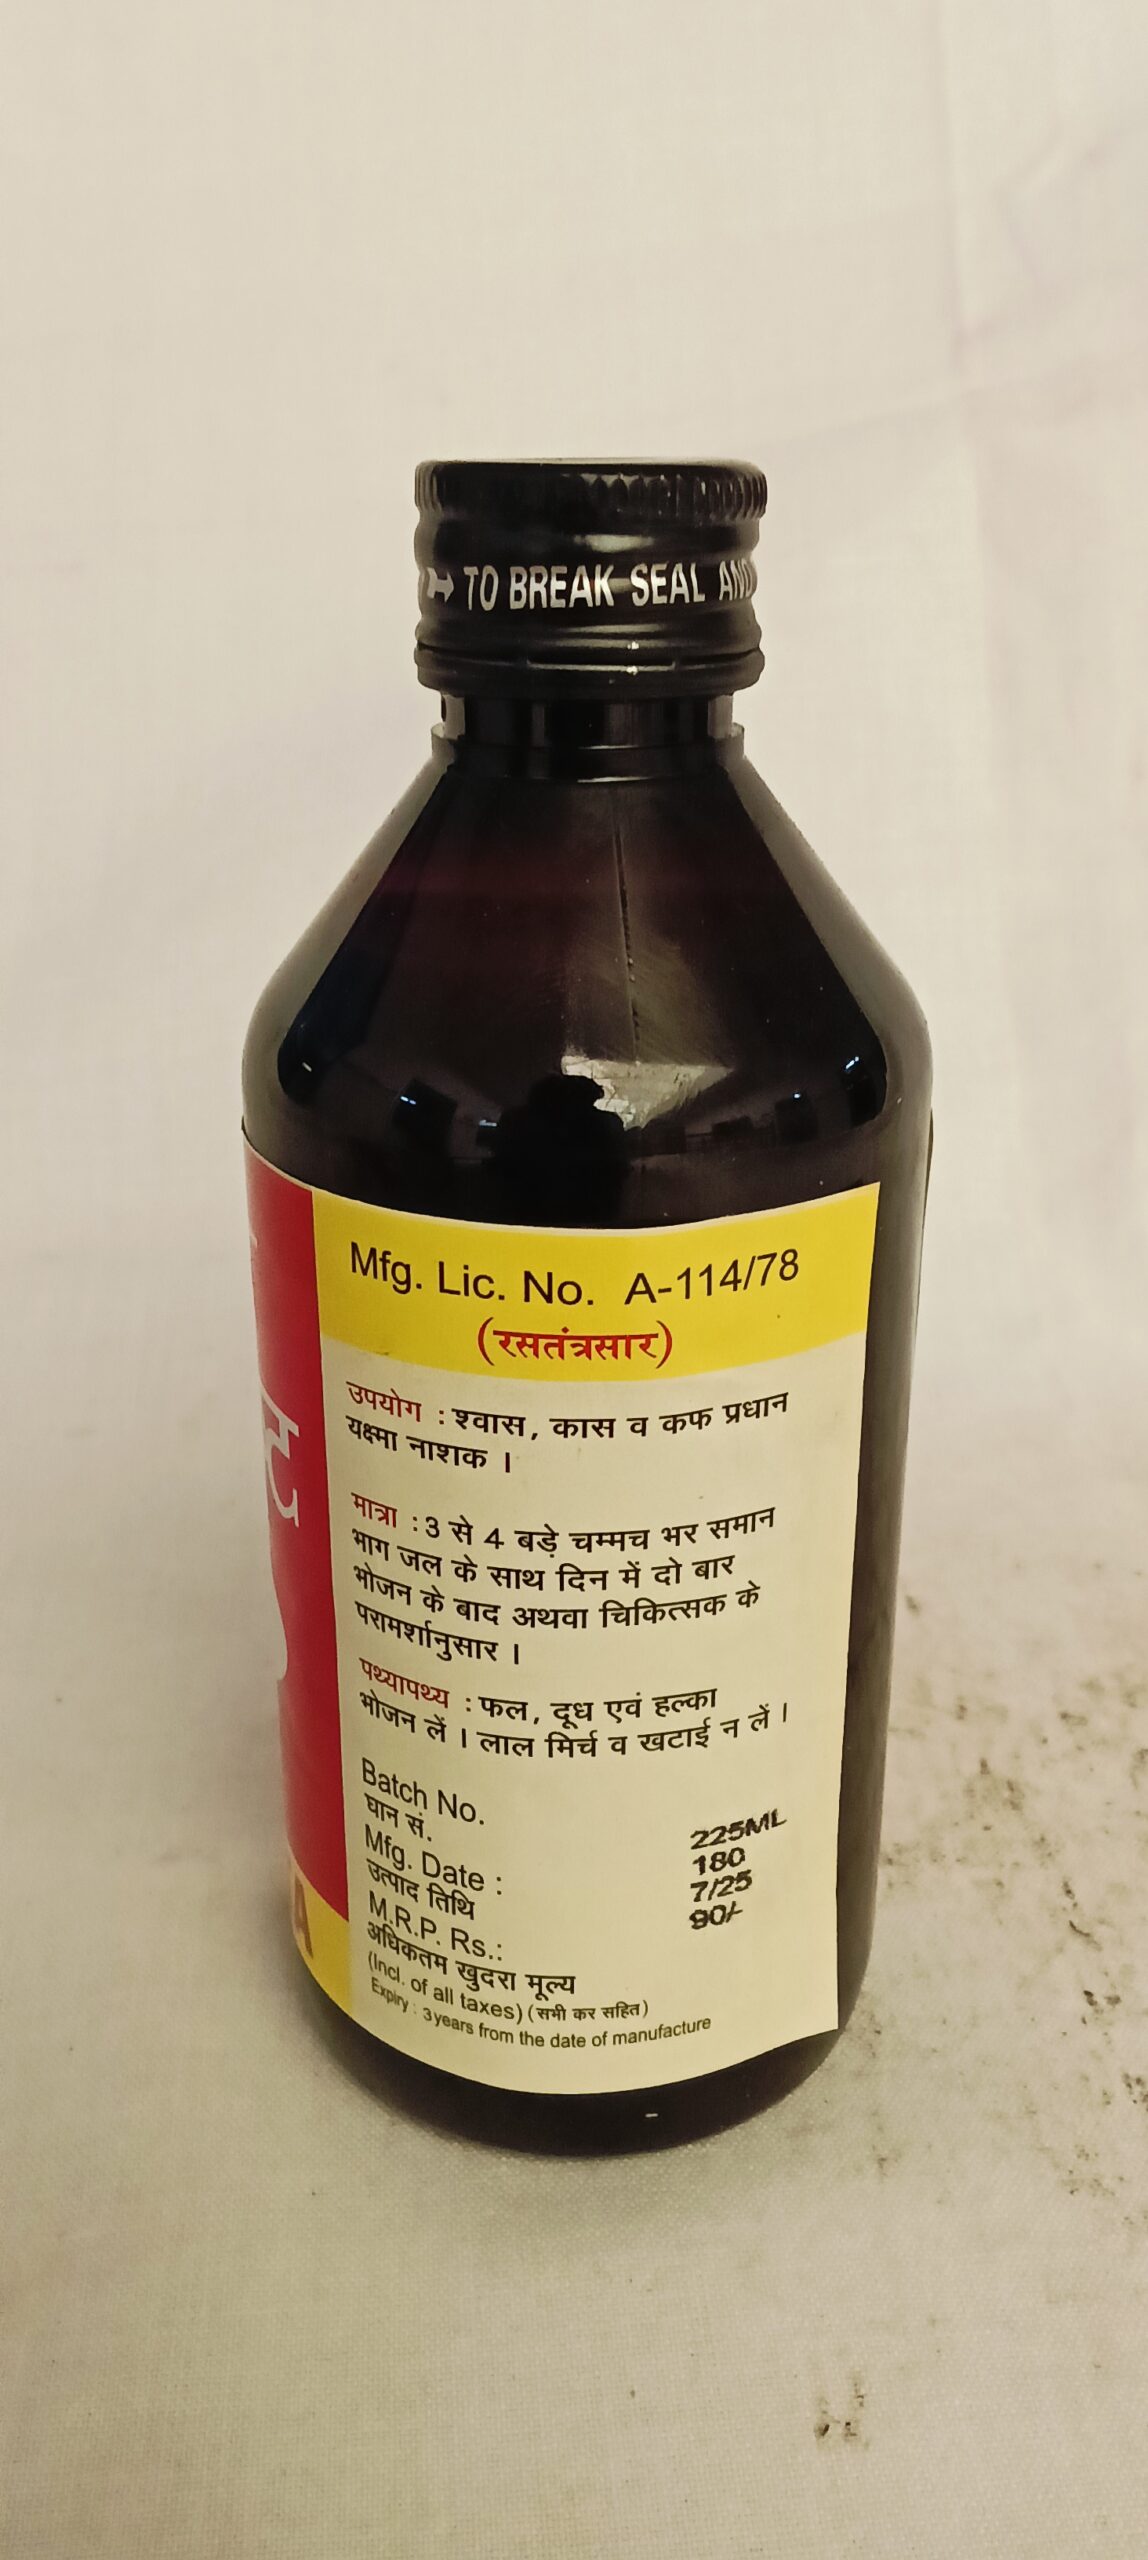 TO BREAK SEAL AND
Mfg. Lic. No. A-114/78
(रसतंत्रसार)
उपयोग : श्वास, कास व कफ प्रधान
यक्ष्मा नाशक ।
मात्रा : 3 से 4 बड़े चम्मच भर समान
भाग जल के साथ दिन में दो बार
भोजन के बाद अथवा चिकित्सक के
परामर्शानुसार ।
पथ्यापथ्य : फल, दूध एवं हल्का
भोजन लें । लाल मिर्च व खटाई न लें ।
Batch No.
घान सं.
Mfg. Date :
उत्पाद तिथि
M.R.P. Rs.:
अधिकतम खुदरा मूल्य
(Incl. of all taxes) (सभी कर सहित)
Expiry : 3 years from the date of manufacture
225ML
180
7/25
90/-